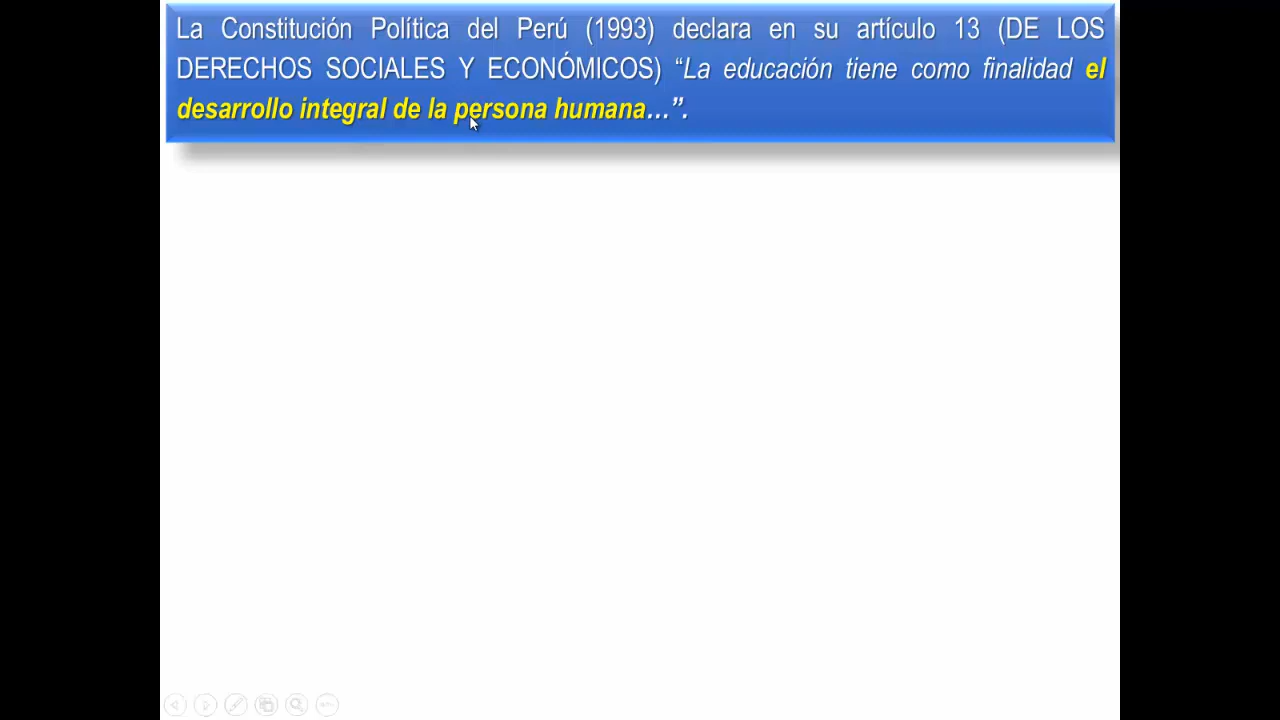 La Constitución Política del Perú (1993) declara en su artículo 13 (DE LOS
DERECHOS SOCIALES Y ECONÓMICOS) “La educación tiene como finalidad el
desarrollo integral de la persona humana…”.